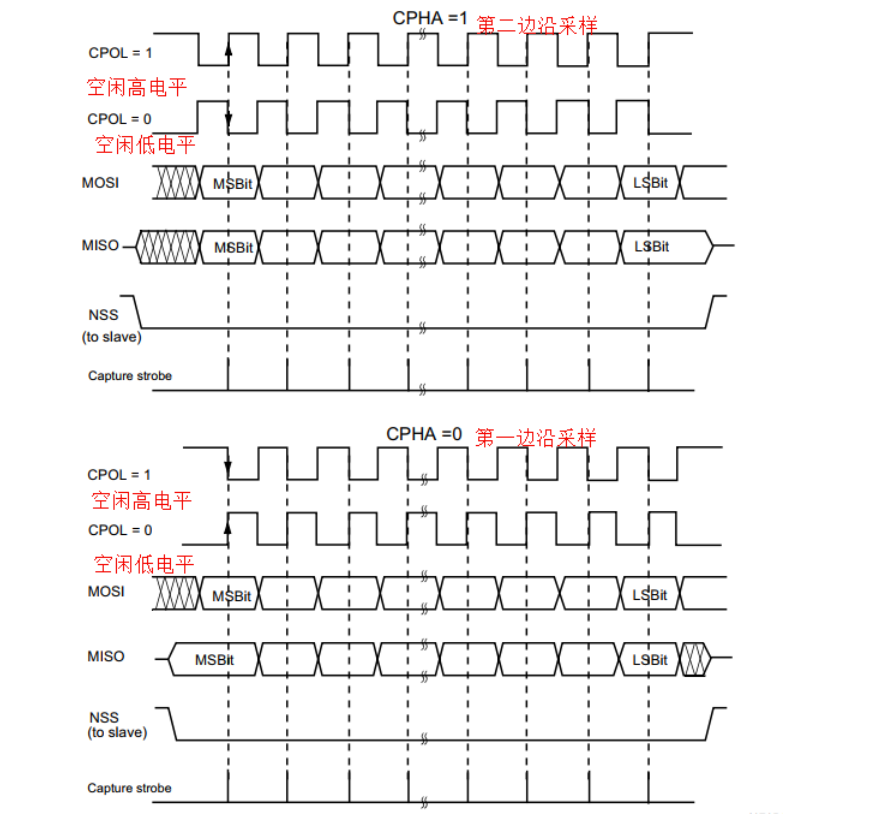 CPHA =1 第二边沿采样
CPOL = 1
空闲高电平
CPOL = 0
空闲低电平
MOSI MSBit LSBit
MISO MSBit LSBit
NSS
(to slave)
Capture strobe
CPHA =0 第一边沿采样
CPOL = 1
空闲高电平
CPOL = 0
空闲低电平
MOSI MSBit LSBit
MISO MSBit LSBit
NSS
(to slave)
Capture strobe